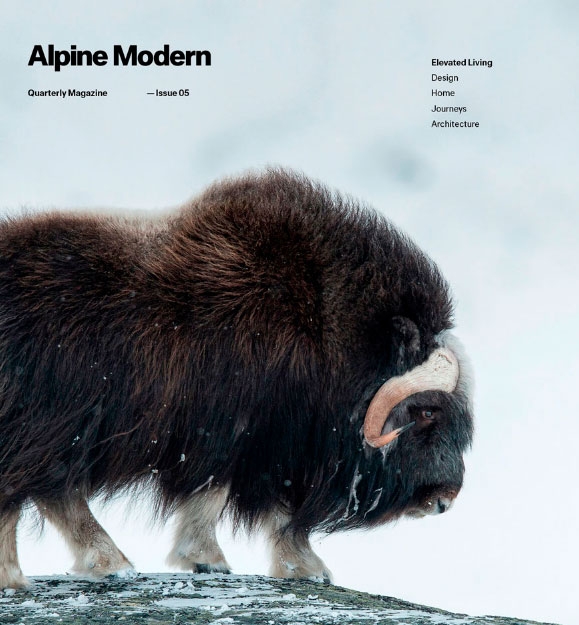 Alpine Modern
Quarterly Magazine — Issue 05
Elevated Living
Design
Home
Journeys
Architecture